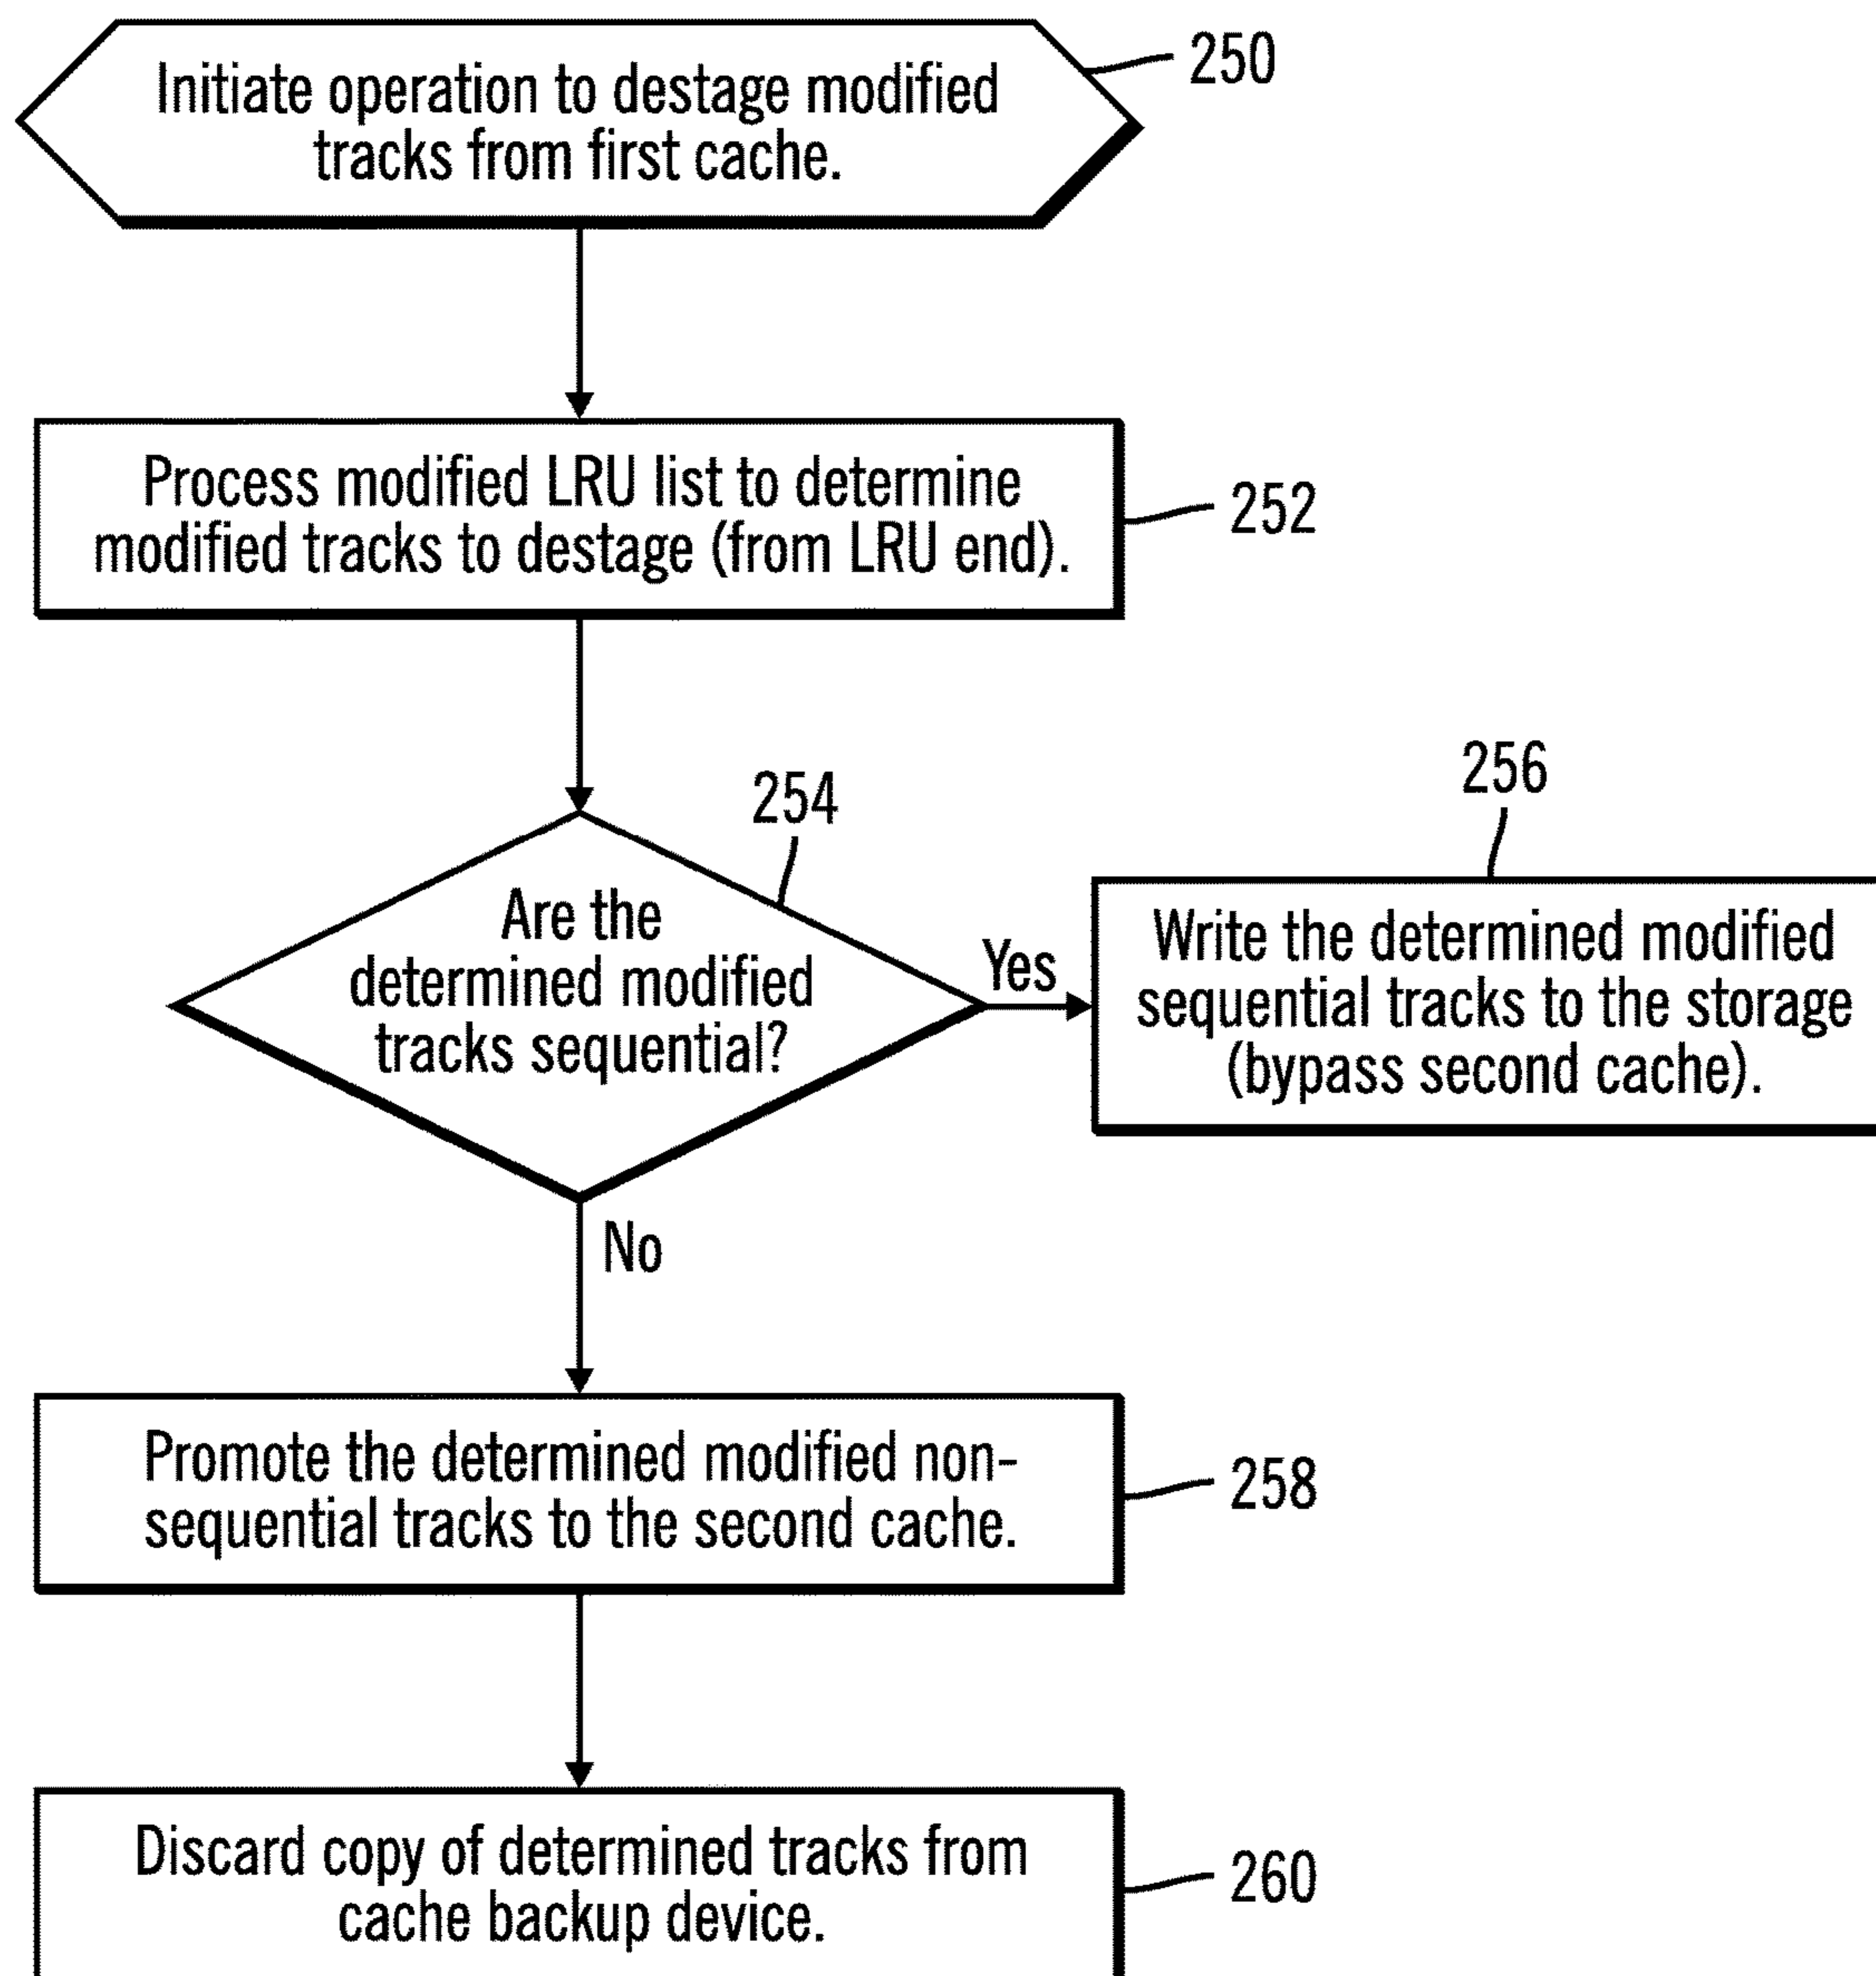 Initiate operation to destage modified
tracks from first cache.
250
Process modified LRU list to determine
modified tracks to destage (from LRU end).
252
254
Are the
determined modified
tracks sequential?
Yes
256
Write the determined modified
sequential tracks to the storage
(bypass second cache).
No
Promote the determined modified non-
sequential tracks to the second cache.
258
Discard copy of determined tracks from
cache backup device.
260